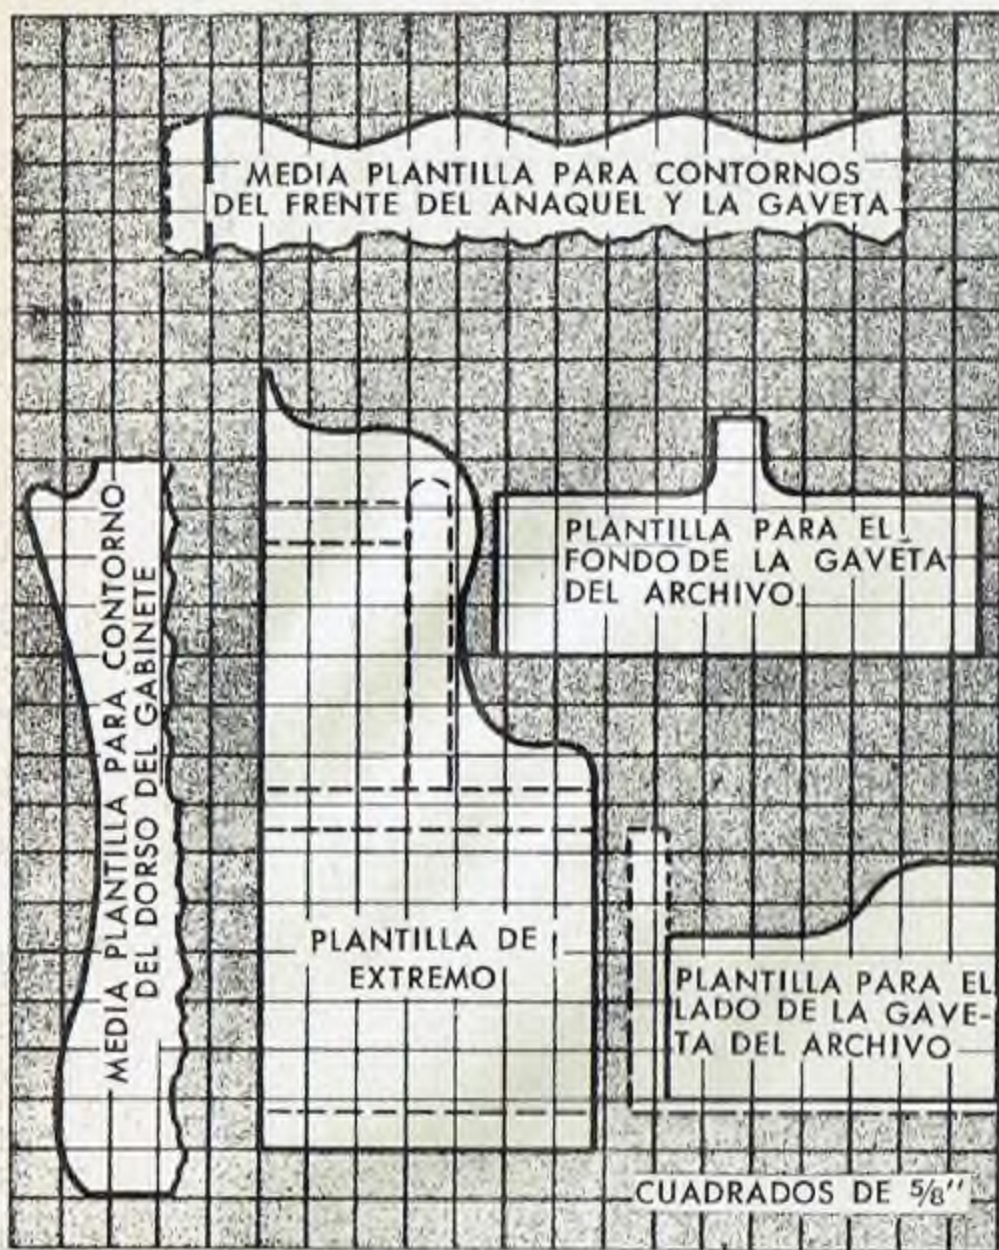 MEDIA PLANTILLA PARA CONTORNOS
DEL FRENTE DEL ANAQUEL Y LA GAVETA
MEDIA PLANTILLA PARA CONTORNO
DEL DORSO DEL GABINETE
PLANTILLA PARA EL
FONDO DE LA GAVETA
DEL ARCHIVO
PLANTILLA DE
EXTREMO
PLANTILLA PARA EL
LADO DE LA GAVE-
TA DEL ARCHIVO
CUADRADOS DE 5/8"